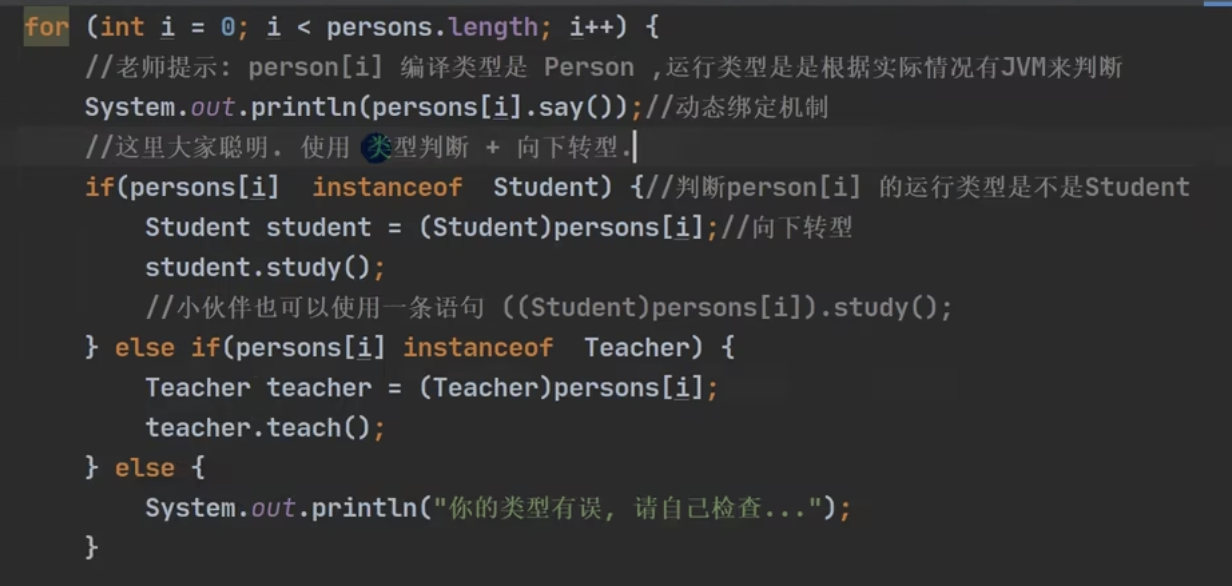 for (int i = 0; i < persons.length; i++) {
//老师提示: person[i] 编译类型是 Person ,运行类型是是根据实际情况有JVM来判断
System.out.println(persons[i].say());//动态绑定机制
//这里大家聪明. 使用 类型判断 + 向下转型.
if(persons[i]  instanceof  Student) {//判断person[i] 的运行类型是不是Student
Student student = (Student)persons[i];//向下转型
student.study();
//小伙伴也可以使用一条语句 ((Student)persons[i]).study();
} else if(persons[i] instanceof  Teacher) {
Teacher teacher = (Teacher)persons[i];
teacher.teach();
} else {
System.out.println("你的类型有误, 请自己检查...");
}